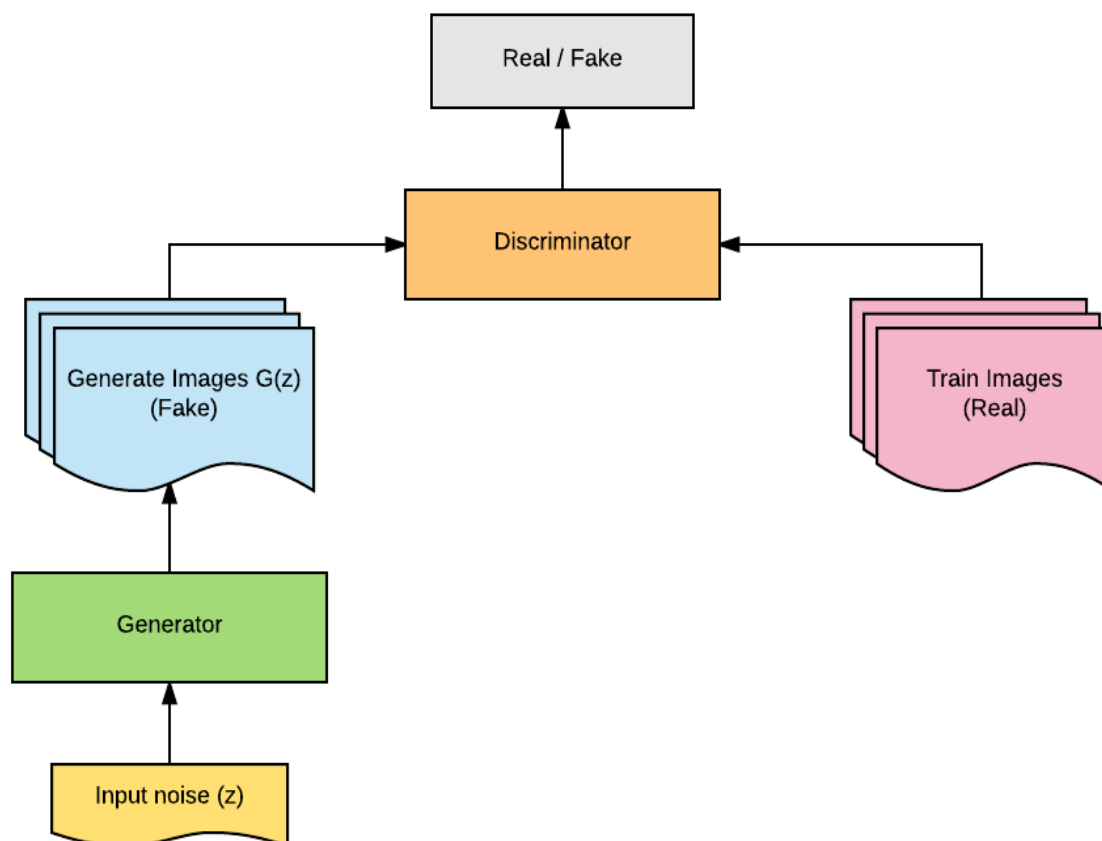 Real / Fake
Discriminator
Generate Images G(z)
(Fake)
Train Images
(Real)
Generator
Input noise (z)